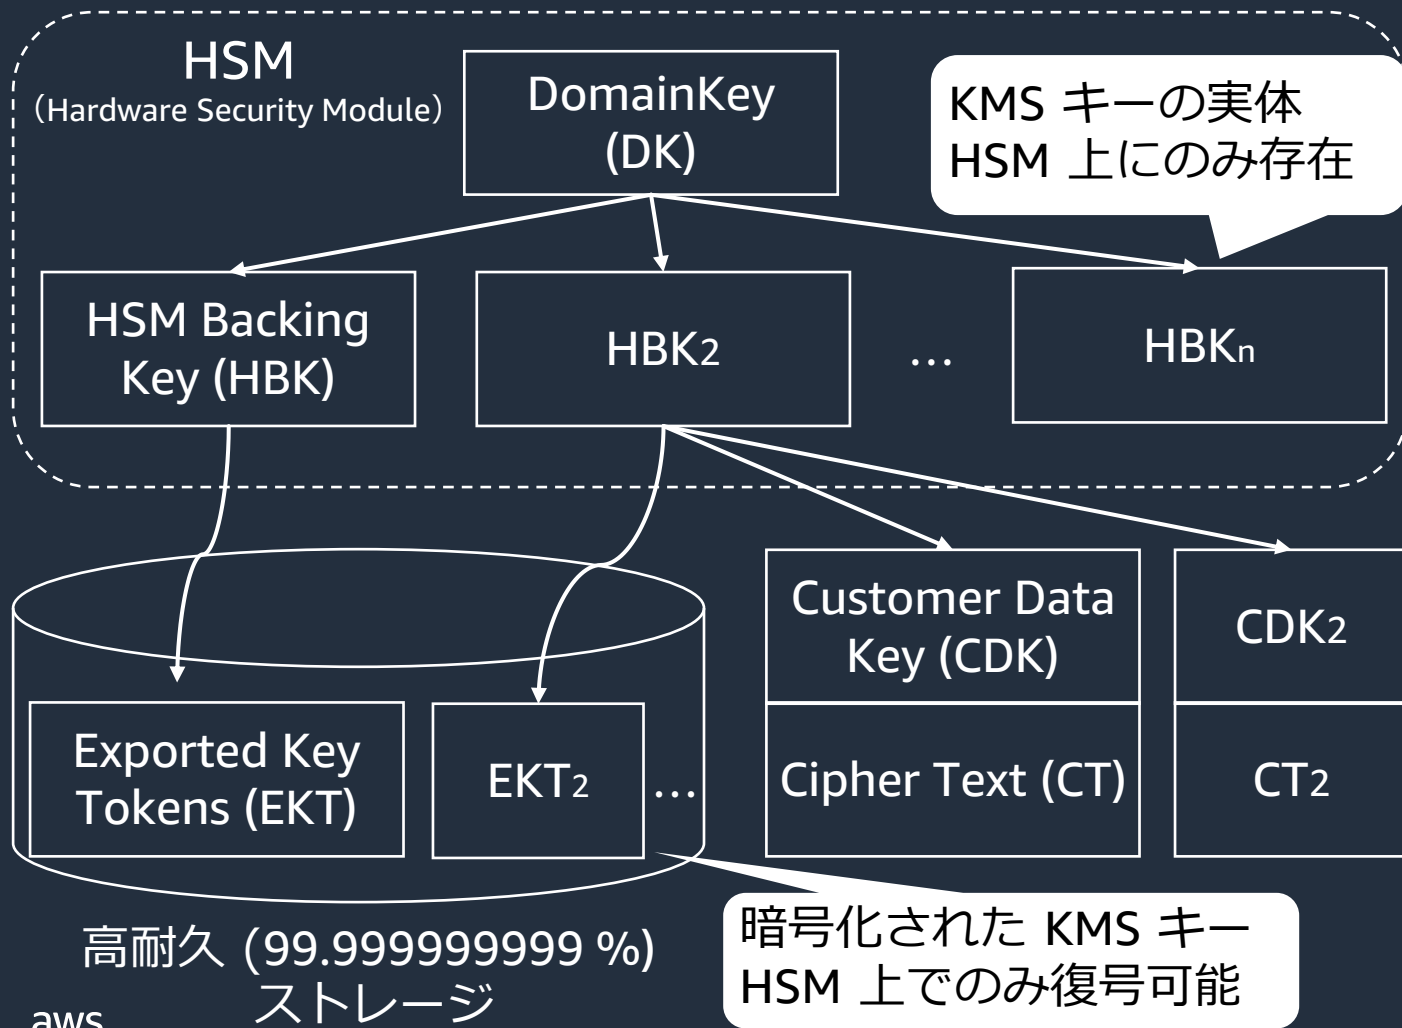 HSM
（Hardware Security Module）
DomainKey
(DK)
KMS キーの実体
HSM 上にのみ存在
HSM Backing
Key (HBK)
HBK2
...
HBKn
Customer Data
Key (CDK)
CDK2
Exported Key
Tokens (EKT)
EKT2
...
Cipher Text (CT)
CT2
高耐久 (99.999999999 %)
ストレージ
暗号化された KMS キー
HSM 上でのみ復号可能
aws